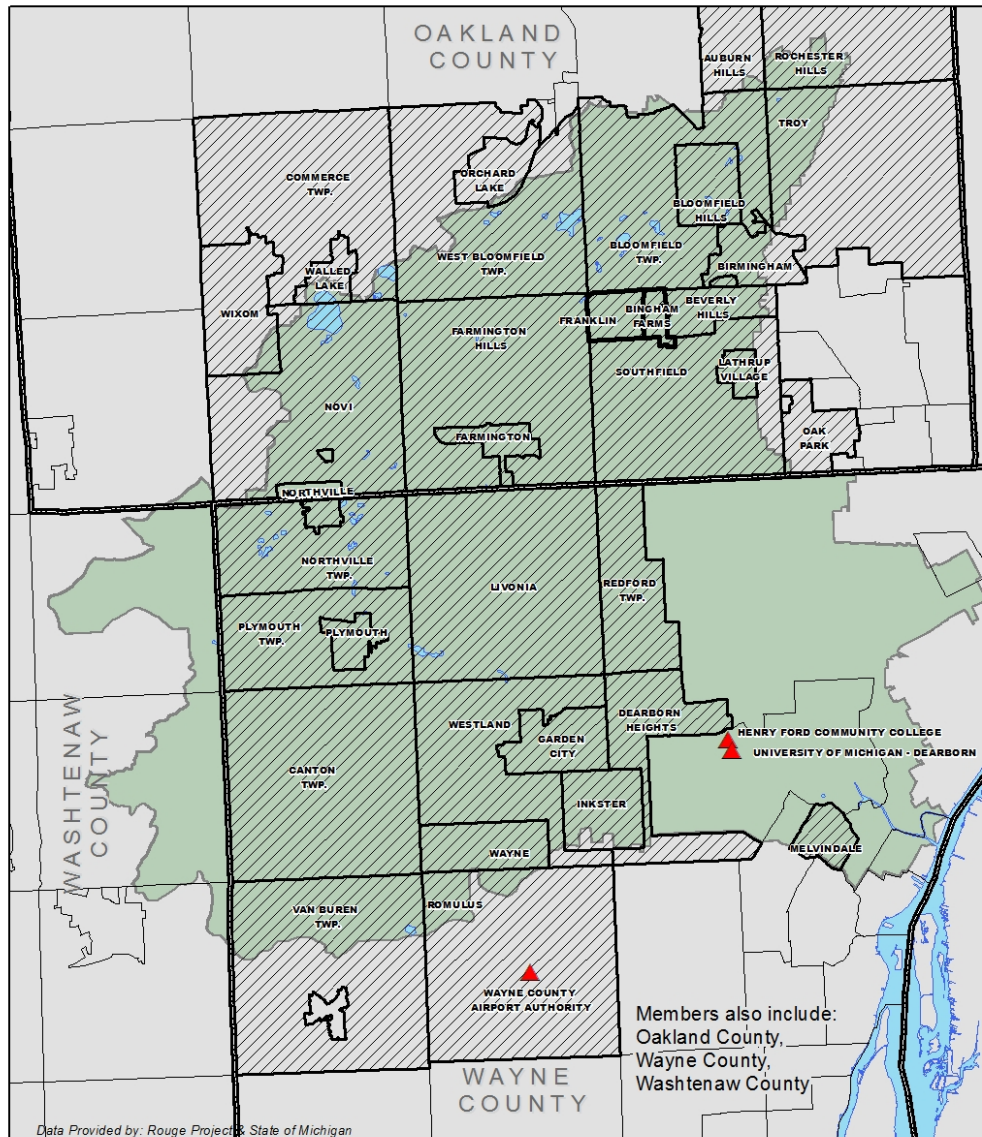 OAKLAND
COUNTY
AUBURN
HILLS
ROCHESTER
HILLS
TROY
COMMERCE
TWP.
ORCHARD
LAKE
BLOOMFIELD
HILLS
WEST BLOOMFIELD
TWP.
BLOOMFIELD
TWP.
BIRMINGHAM
WALLED
LAKE
WIXOM
FARMINGTON
HILLS
FRANKLIN
BINGHAM
FARMS
BEVERLY
HILLS
SOUTHFIELD
LATHRUP
VILLAGE
NOVI
FARMINGTON
OAK
PARK
NORTHVILLE
NORTHVILLE
TWP.
LIVONIA
REDFORD
TWP.
PLYMOUTH
TWP.
PLYMOUTH
WASHTENAW
COUNTY
WESTLAND
DEARBORN
HEIGHTS
GARDEN
CITY
HENRY FORD COMMUNITY COLLEGE
UNIVERSITY OF MICHIGAN - DEARBORN
CANTON
TWP.
INKSTER
WAYNE
MELVINDALE
VAN BUREN
TWP.
ROMULUS
WAYNE COUNTY
AIRPORT AUTHORITY
Members also include:
Oakland County,
Wayne County,
Washtenaw County
WAYNE
COUNTY
Data Provided by: Rouge Project & State of Michigan